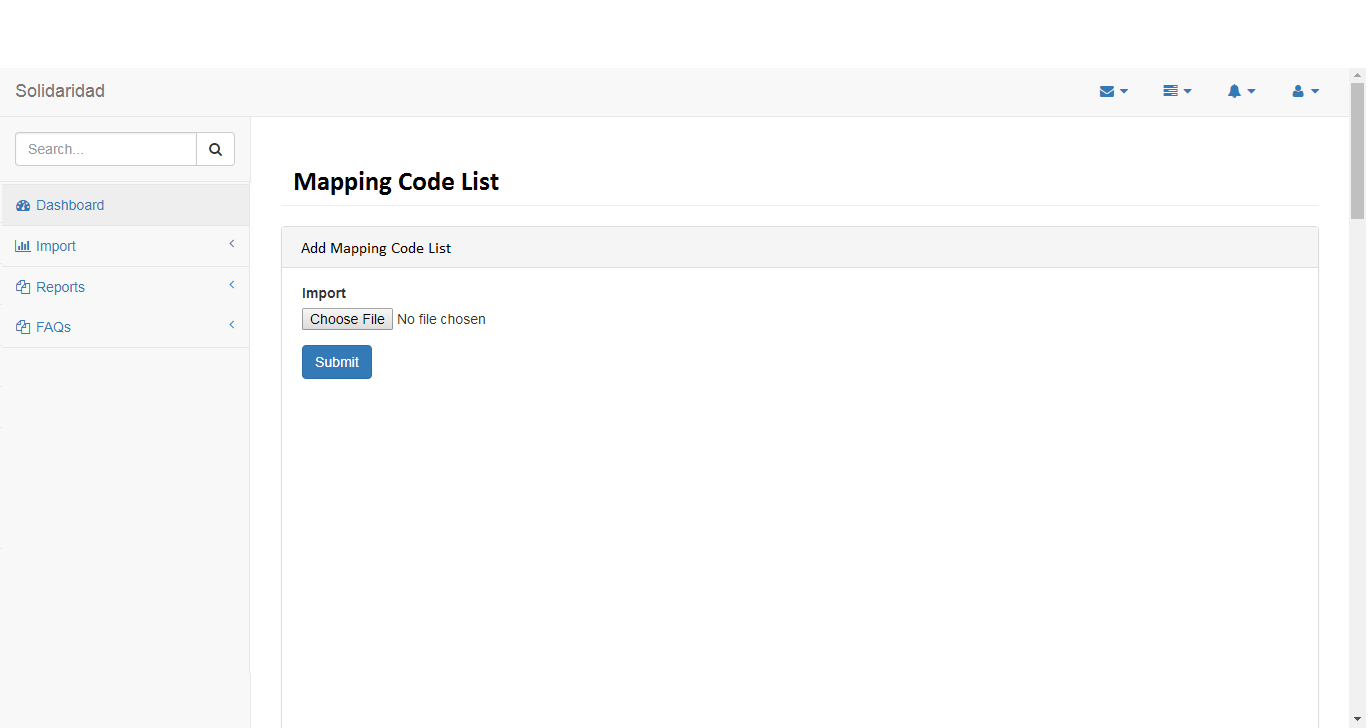 Solidaridad
Search...
Dashboard
Import
Reports
FAQs
Mapping Code List
Add Mapping Code List
Import
Choose File No file chosen
Submit